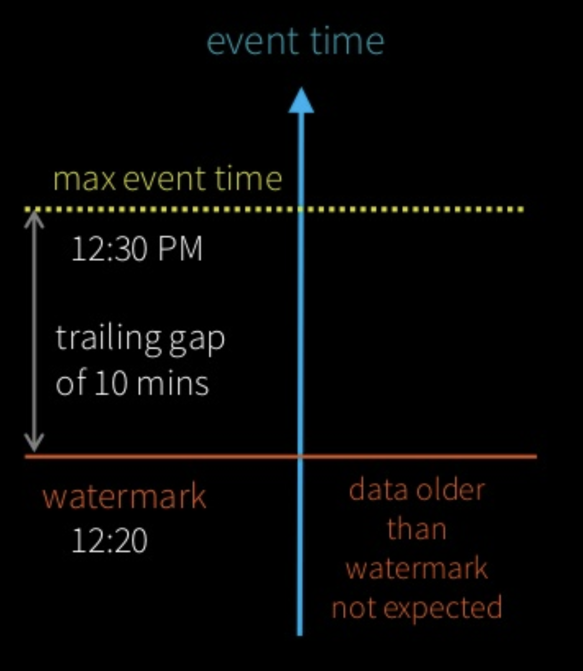 event time
max event time
12:30 PM
trailing gap
of 10 mins
watermark
12:20
data older
than
watermark
not expected